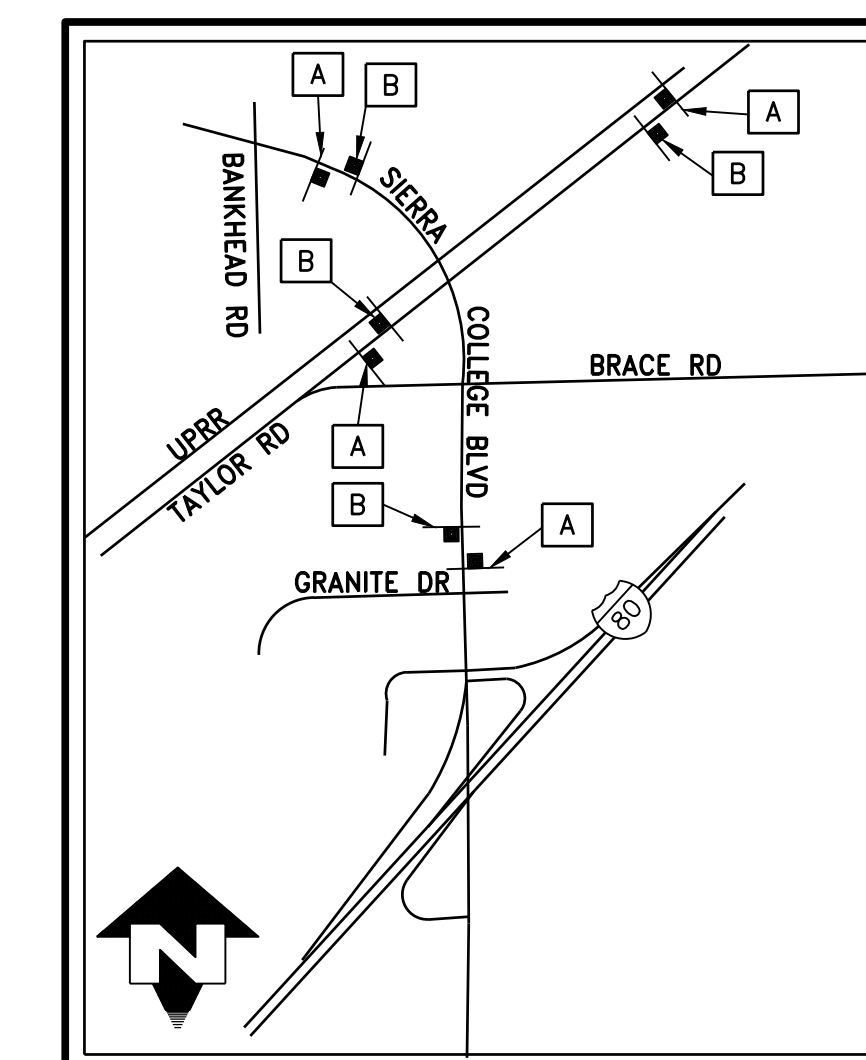 A
B
A
B
BANKHEAD RD
SIERRA
COLLEGE BLVD
B
BRACE RD
UPRR
TAYLOR RD
A
B
A
GRANITE DR
80
N